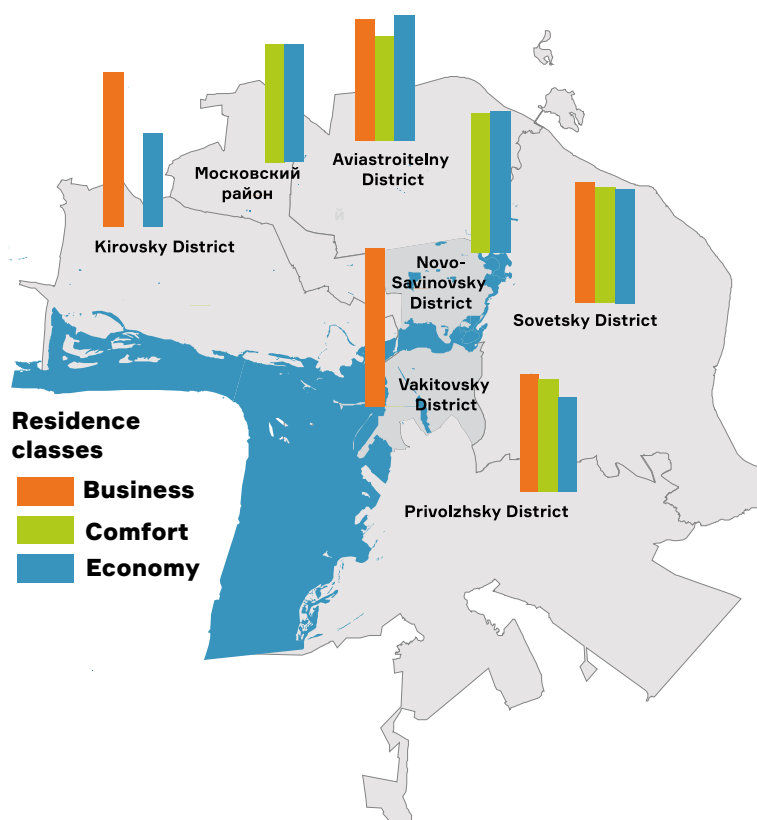 Московский
район
Aviastroitelny
District
Kirovsky District
Novo-
Savinovsky
District
Sovetsky District
Vakitovsky
District
Privolzhsky District
Residence
classes
Business
Comfort
Economy